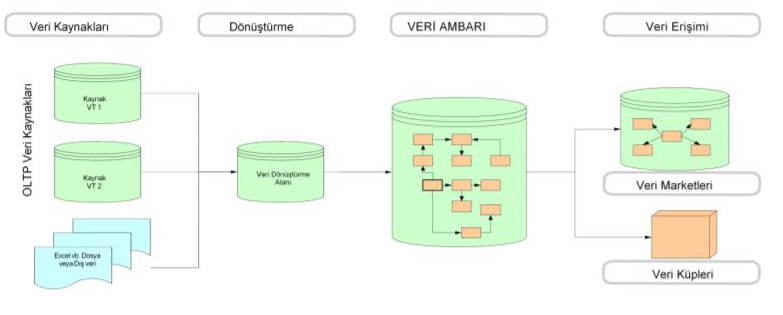 Veri Kaynakları
Dönüştürme
VERİ AMBARI
Veri Erişimi
OLTP Veri Kaynakları
Kaynak
VT 1
Kaynak
VT 2
Excel vb. Dosya
veya Dış veri
Veri Dönüştürme
Alanı
Veri Marketleri
Veri Küpleri